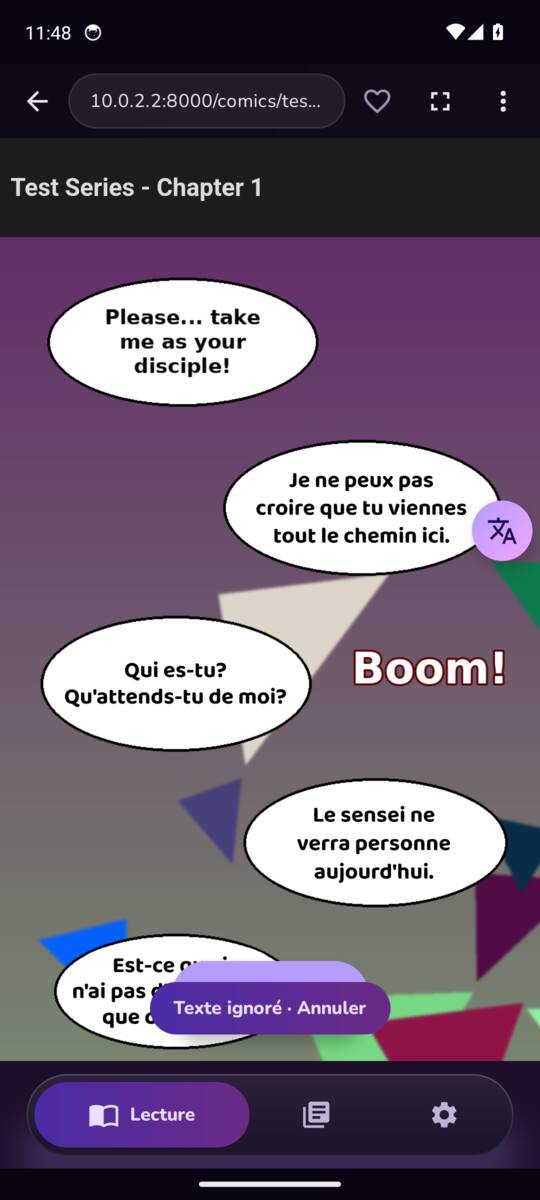 11:48
10.0.2.2:8000/comics/tes...
Test Series - Chapter 1
Please... take
me as your
disciple!
Je ne peux pas
croire que tu viennes
tout le chemin ici.
Qui es-tu?
Qu'attends-tu de moi?
Boom!
Le sensei ne
verra personne
aujourd'hui.
Est-ce
n'ai pas
que
Texte ignoré · Annuler
Lecture